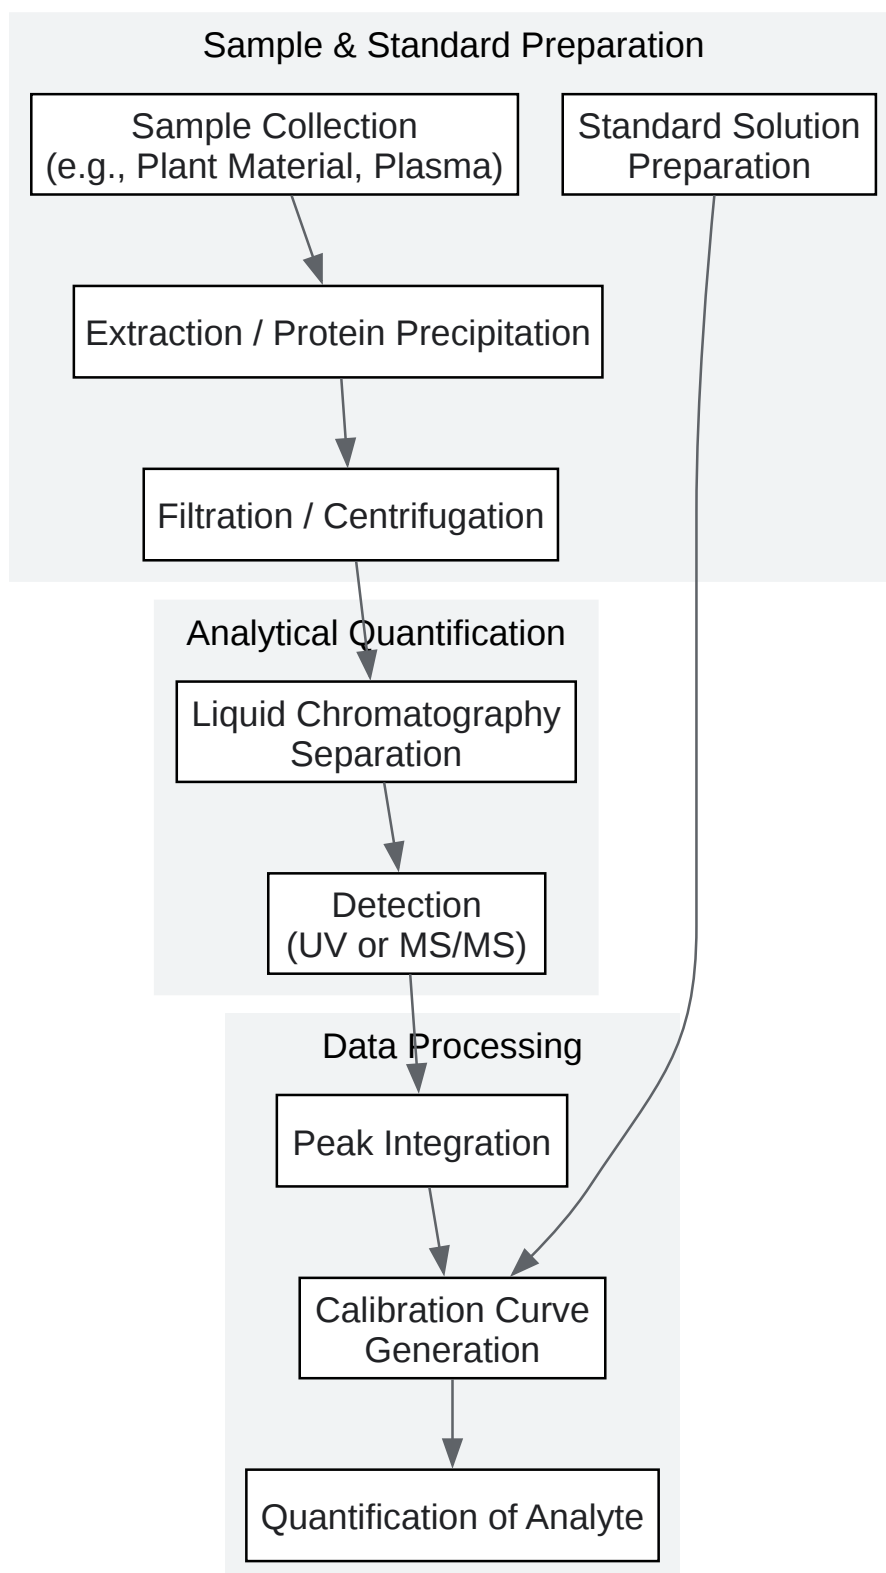 Sample & Standard Preparation
Sample Collection
(e.g., Plant Material, Plasma)
Standard Solution
Preparation
Extraction / Protein Precipitation
Filtration / Centrifugation
Analytical Quantification
Liquid Chromatography
Separation
Detection
(UV or MS/MS)
Data Processing
Peak Integration
Calibration Curve
Generation
Quantification of Analyte